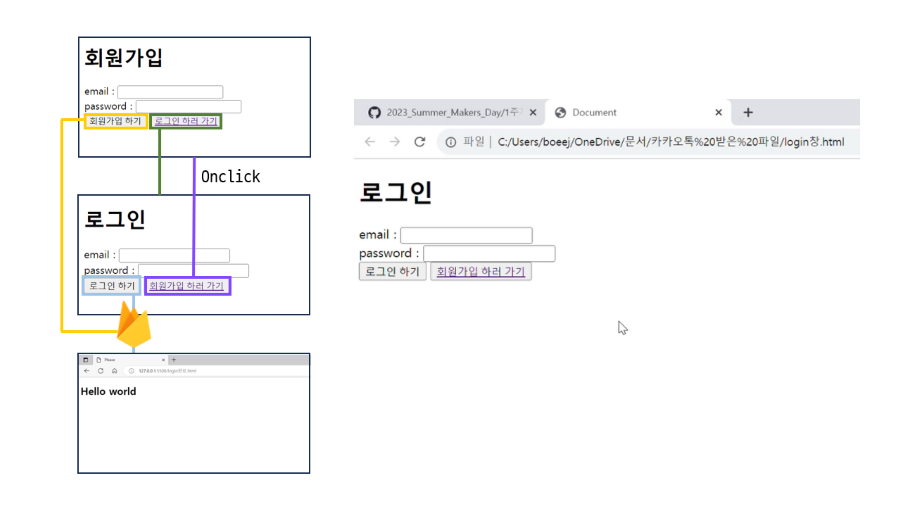 회원가입
email :
password :
회원가입 하기 로그인 하러 가기
Onclick
로그인
email :
password :
로그인 하기 회원가입 하러 가기
Hello world
2023_Summer_Makers_Day/1주
Document
파일 | C:/Users/boeej/OneDrive/문서/카카오톡%20받은%20파일/login창.html
로그인
email :
password :
로그인 하기 회원가입 하러 가기